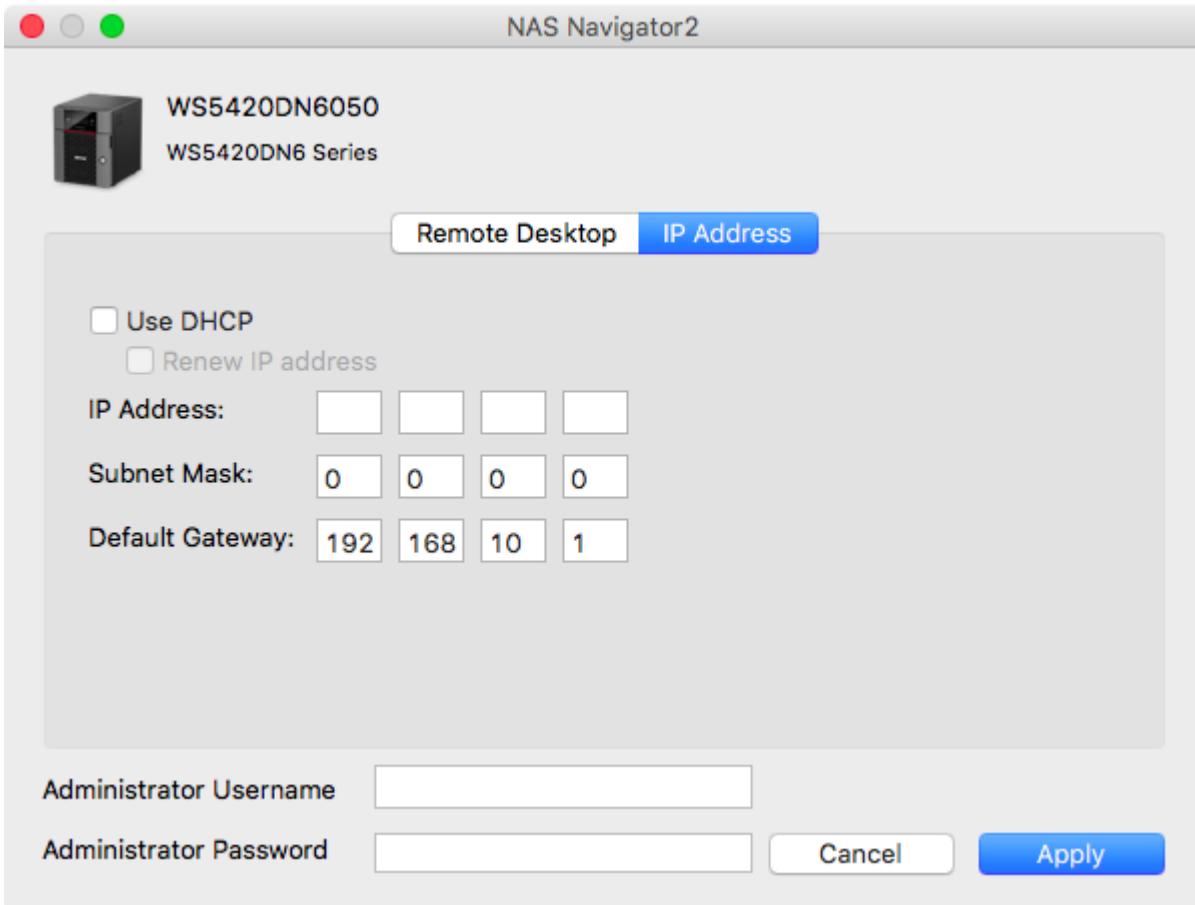 NAS Navigator2
WS5420DN6050
WS5420DN6 Series
Remote Desktop IP Address
Use DHCP
Renew IP address
IP Address:
Subnet Mask: 0 0 0 0
Default Gateway: 192 168 10 1
Administrator Username
Administrator Password
Cancel Apply